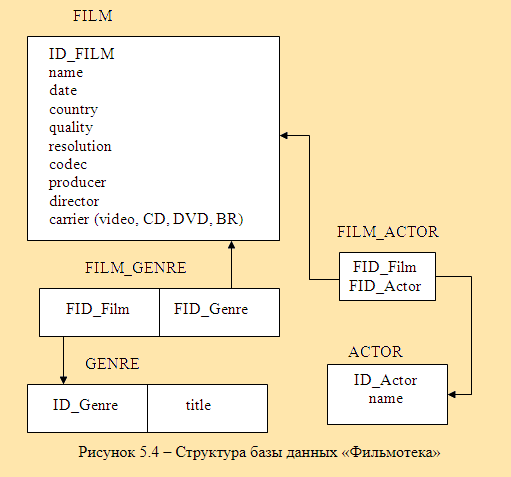 FILM
ID_FILM
name
date
country
quality
resolution
codec
producer
director
carrier (video, CD, DVD, BR)
FILM_ACTOR
FID_Film
FID_Actor
FILM_GENRE
FID_Film FID_Genre
GENRE
ID_Genre title
ACTOR
ID_Actor
name
Рисунок 5.4 – Структура базы данных «Фильмотека»